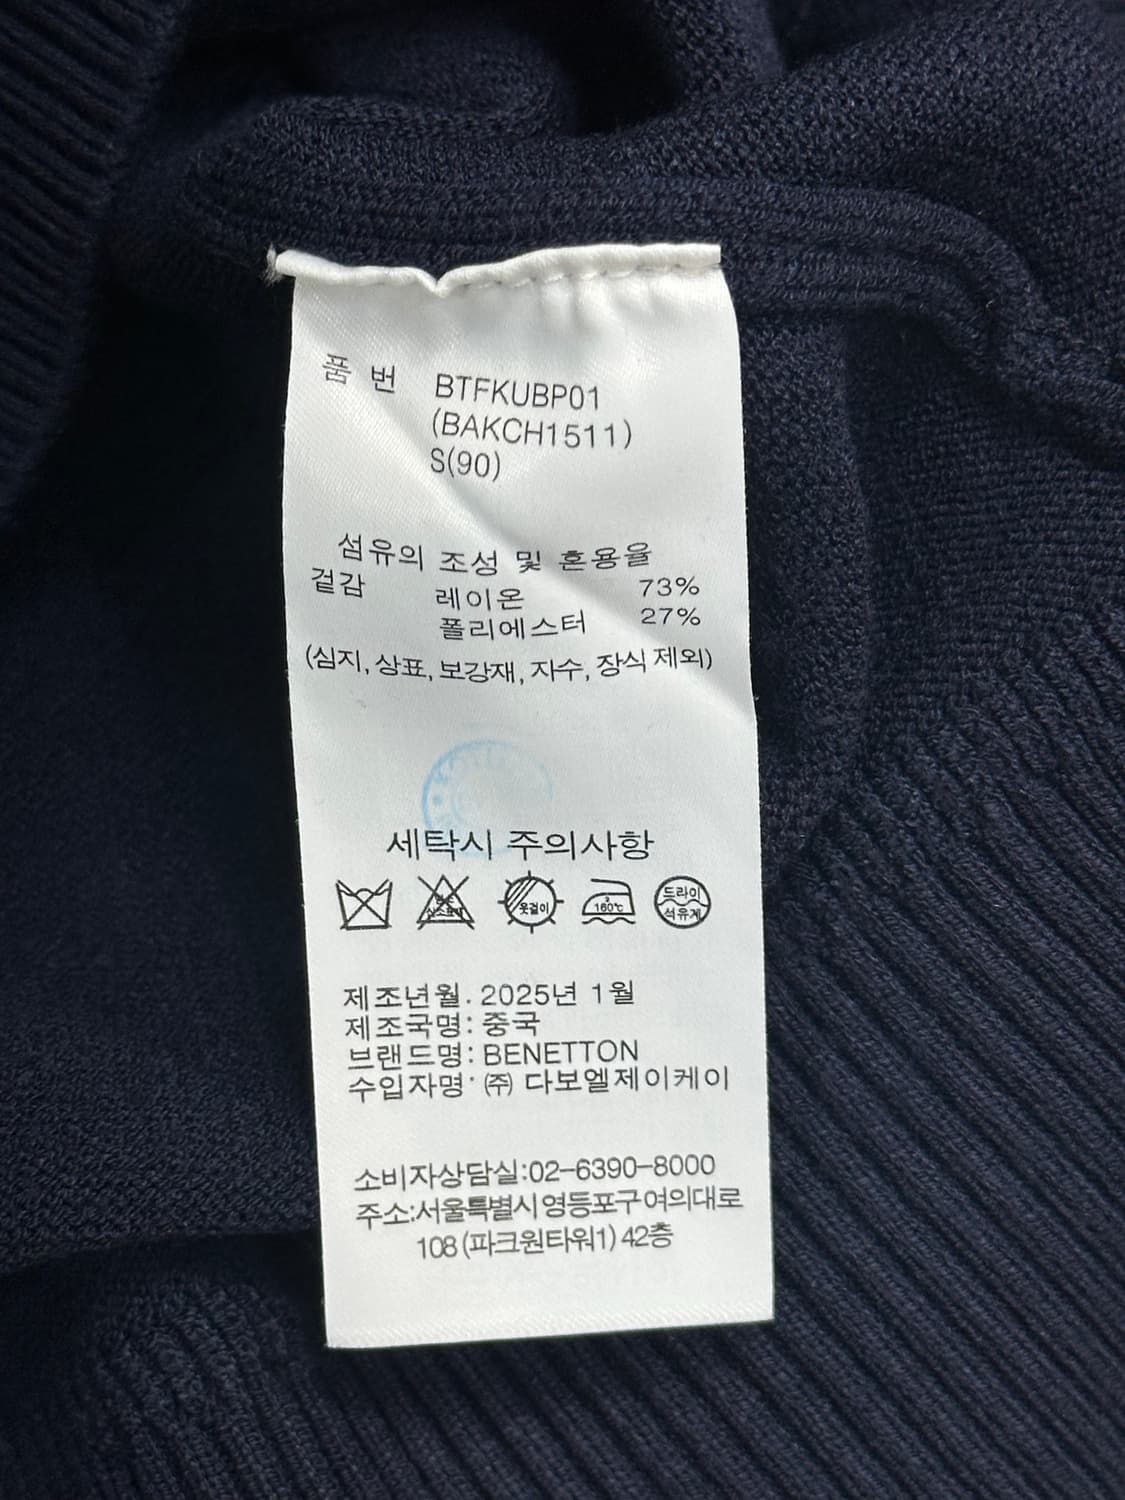 품 번 BTFKUBP01
(BAKCH1511)
S(90)
섬유의 조성 및 혼용율
겉감 레이온 73%
폴리에스터 27%
(심지, 상표, 보강재, 자수, 장식 제외)
세탁시 주의사항
옷걸이 160℃ 드라이 석유계
제조년월. 2025년 1월
제조국명: 중국
브랜드명: BENETTON
수입자명: ㈜ 다보엘제이케이
소비자상담실:02-6390-8000
주소:서울특별시영등포구여의대로
108(파크원타워1) 42층